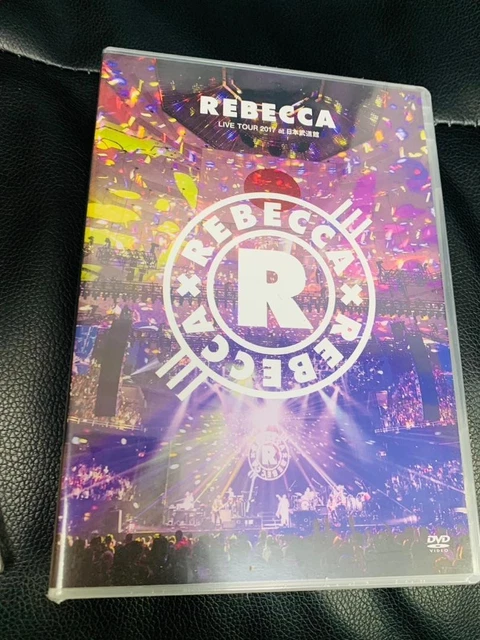 REBECCA
LIVE TOUR 2017 at 日本武道館
REBECCA × REBECCA ×
R
R
DVD
VIDEO